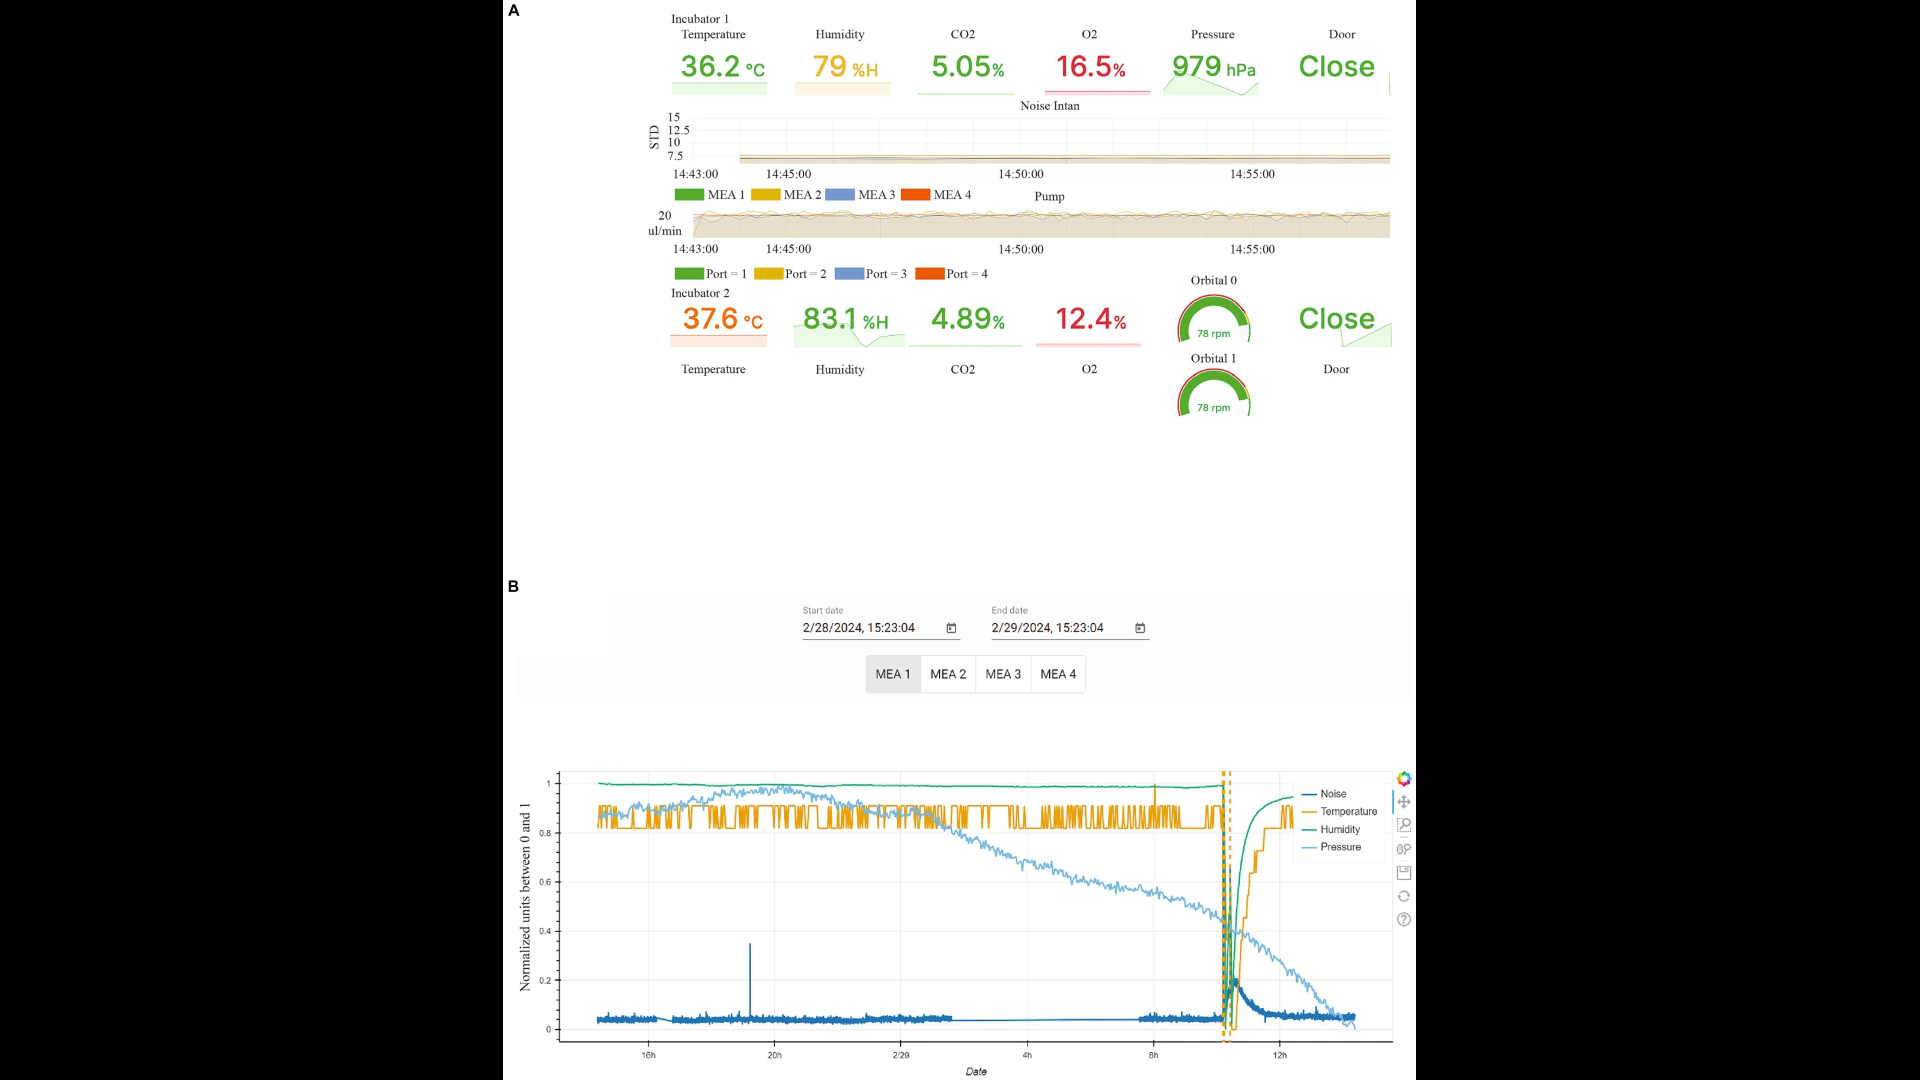 A
Incubator 1
Temperature Humidity CO2 O2 Pressure Door
36.2 °C 79 %H 5.05% 16.5% 979 hPa Close
Noise Intan
STD
15
12.5
10
7.5
14:43:00 14:45:00 14:50:00 14:55:00
MEA 1 MEA 2 MEA 3 MEA 4
Pump
20
ul/min
14:43:00 14:45:00 14:50:00 14:55:00
Port = 1 Port = 2 Port = 3 Port = 4
Incubator 2
Orbital 0
37.6 °C 83.1 %H 4.89% 12.4% 78 rpm Close
Orbital 1
Temperature Humidity CO2 O2 Door
78 rpm
B
Start date End date
2/28/2024, 15:23:04 2/29/2024, 15:23:04
MEA 1 MEA 2 MEA 3 MEA 4
Normalized units between 0 and 1
1
0.8
0.6
0.4
0.2
0
Noise
Temperature
Humidity
Pressure
16h 20h 2/29 4h 8h 12h
Date